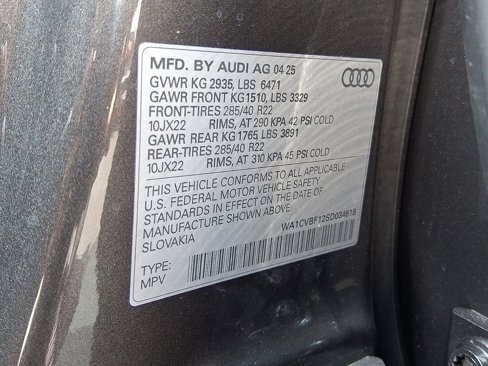 MFD. BY AUDI AG 04 25
GVWR KG 2935, LBS 6471
GAWR FRONT KG1510, LBS 3329
FRONT-TIRES 285/40 R22
10JX22 RIMS, AT 290 KPA 42 PSI COLD
GAWR REAR KG 1765, LBS 3891
REAR-TIRES 285/40 R22
10JX22 RIMS, AT 310 KPA 45 PSI COLD
THIS VEHICLE CONFORMS TO ALL APPLICABLE
U.S. FEDERAL MOTOR VEHICLE SAFETY
STANDARDS IN EFFECT ON THE DATE OF
MANUFACTURE SHOWN ABOVE.
SLOVAKIA
WA1CVBF12SD034618
TYPE:
MPV